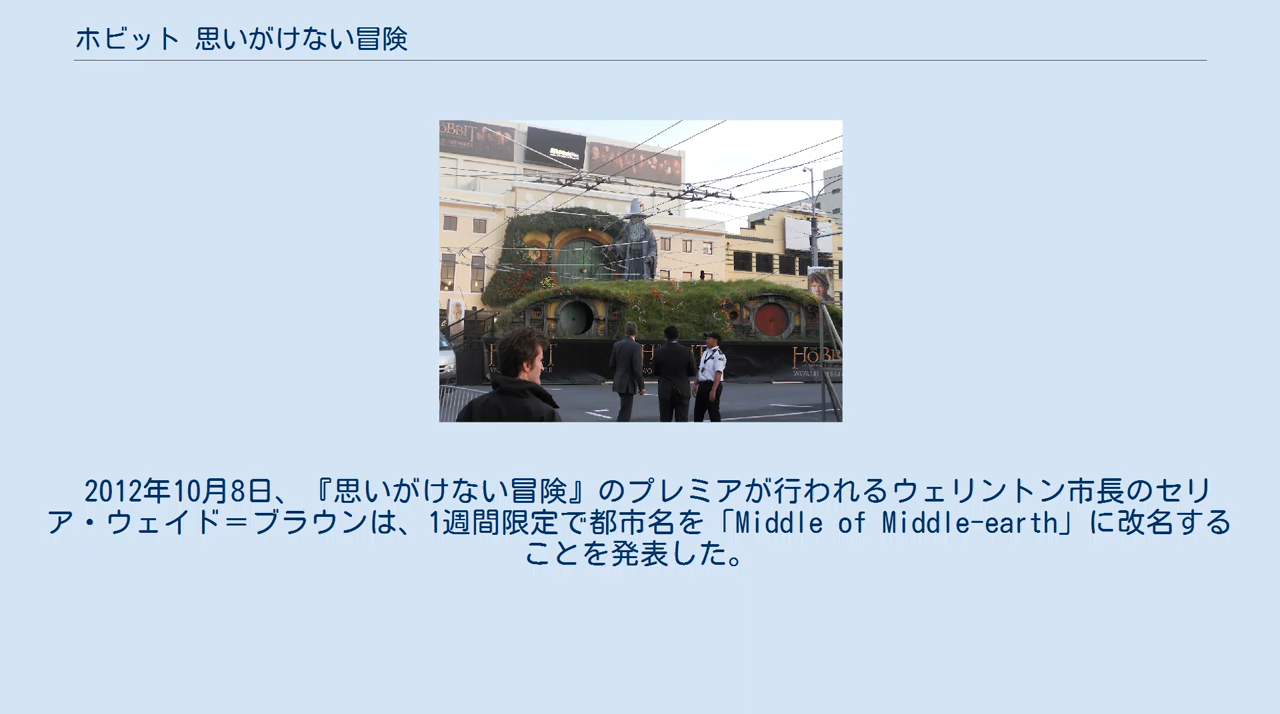 ホビット 思いがけない冒険
HOBBIT
HOBBIT
2012年10月8日、『思いがけない冒険』のプレミアが行われるウェリントン市長のセリ
ア・ウェイド＝ブラウンは、1週間限定で都市名を「Middle of Middle-earth」に改名する
ことを発表した。